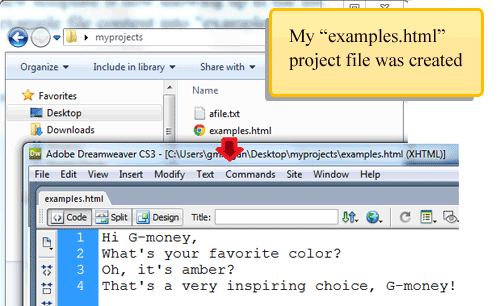 My “examples.html”
project file was created
myprojects
Organize Include in library Share with
Name
Favorites
Desktop
Downloads
afile.txt
examples.html
Adobe Dreamweaver CS3 - [C:\Users\
an\Desktop\myprojects\examples.html (XHTML)]
File Edit View Insert Modify Text Commands Site Window Help
examples.html
Code Split Design Title:
1 Hi G-money,
2 What's your favorite color?
3 Oh, it's amber?
4 That's a very inspiring choice, G-money!